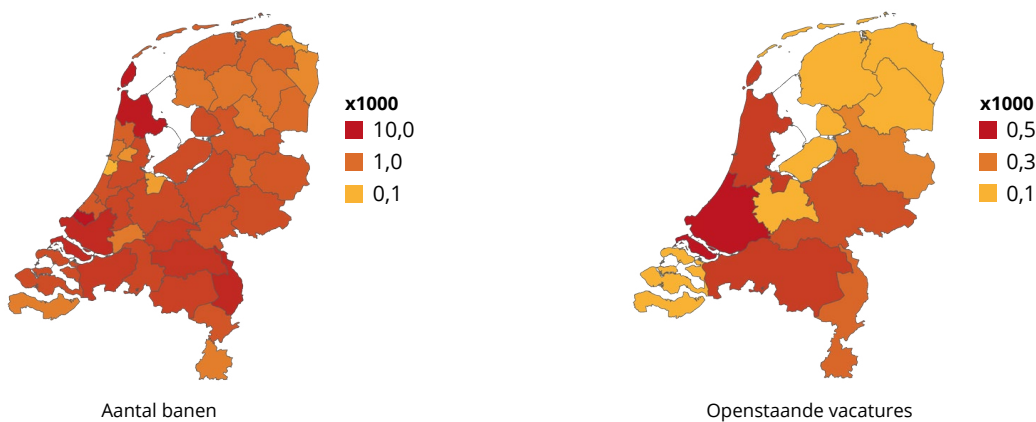 x1000
10,0
1,0
0,1
Aantal banen
x1000
0,5
0,3
0,1
Openstaande vacatures